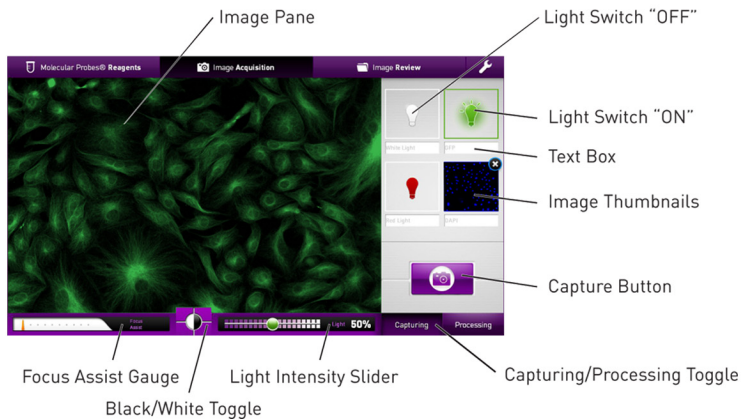 Image Pane
Light Switch “OFF”
Molecular Probes® Reagents
Image Acquisition
Image Review
Light Switch “ON”
White Light
OFF
Text Box
Image Thumbnails
Red Light
DAPI
Capture Button
Focus Assist
Light
50%
Capturing
Processing
Focus Assist Gauge
Light Intensity Slider
Capturing/Processing Toggle
Black/White Toggle